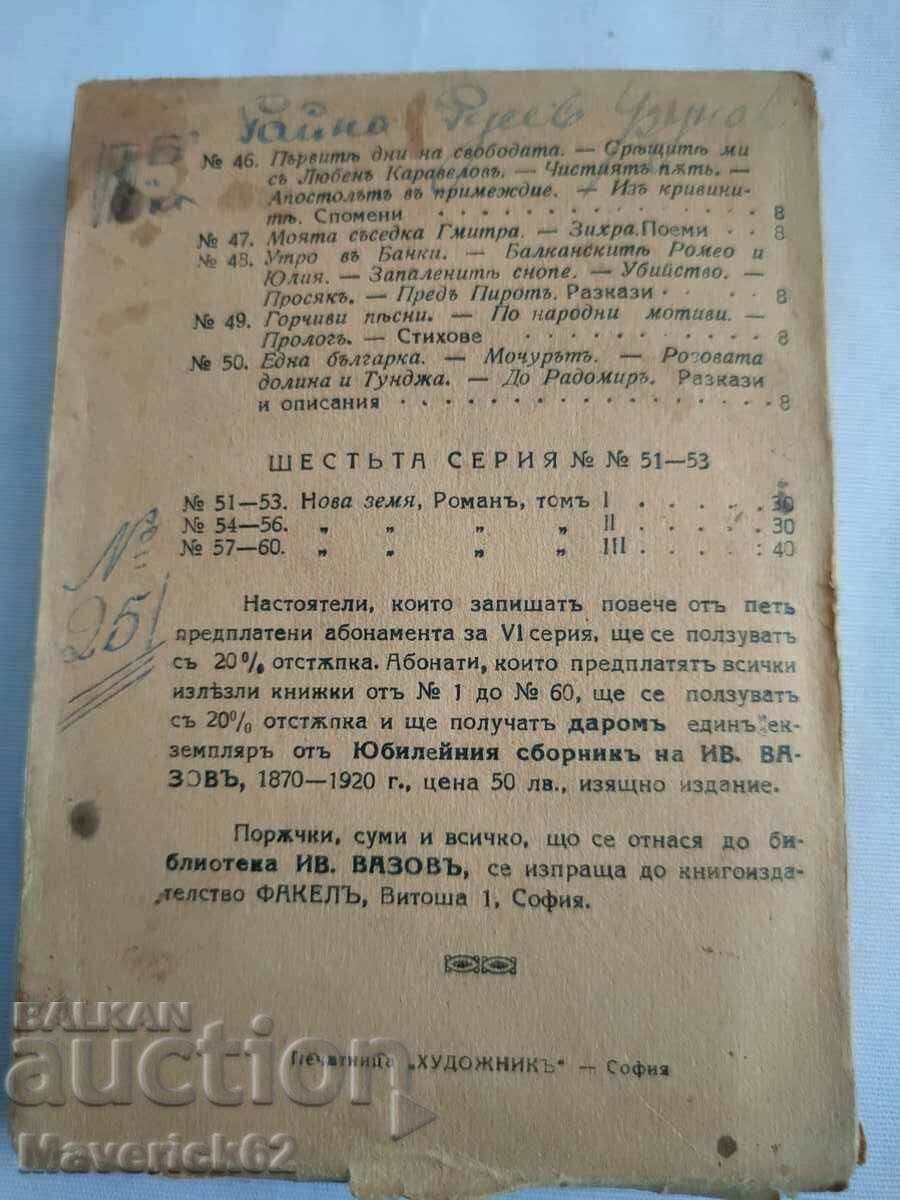 № 46. Първитѣ дни на свободата. — Срѣщитѣ ми
съ Любенъ Каравеловъ. — Чистиятъ пѫть. —
Апостолътъ въ примеждие. — Изъ кривини-
тѣ. Спомени . . . . . . . . . . . . 8
№ 47. Моята съседка Гмитра. — Зихра. Поеми . . 8
№ 48. Утро въ Банки. — Балканскитѣ Ромео и
Юлия. — Запаленитѣ снопе. — Убийство. —
Просякъ. — Предъ Пиротъ. Разкази . . . . 8
№ 49. Горчиви пѣсни. — По народни мотиви. —
Прологъ. — Стихове . . . . . . . . . . 8
№ 50. Една българка. — Мочурътъ. — Розовата
долина и Тунджа. — До Радомиръ. Разкази
и описания . . . . . . . . . . . . . . . . 8
ШЕСТЬТА СЕРИЯ № № 51—53
№ 51—53. Нова земя, Романъ, томъ I . . . . . 30
№ 54—56. „ „ „ „ II . . . . . 30
№ 57—60. „ „ „ „ III . . . . : 40
№ 251
Настоятели, които запишатъ повече отъ петь
предплатени абонамента за VI серия, ще се ползуватъ
съ 20% отстѫпка. Абонати, които предплатятъ всички
излѣзли книжки отъ № 1 до № 60, ще се ползуватъ
съ 20% отстѫпка и ще получатъ даромъ единъ ек-
земпляръ отъ Юбилейния сборникъ на ИВ. ВА-
ЗОВЪ, 1870—1920 г., цена 50 лв., изящно издание.
Порѫчки, суми и всичко, що се отнася до би-
блиотека ИВ. ВАЗОВЪ, се изпраща до книгоизда-
телство ФАКЕЛЪ, Витоша 1, София.
Печатница „ХУДОЖНИКЪ" — София
BALKAN
auction
Maverick62